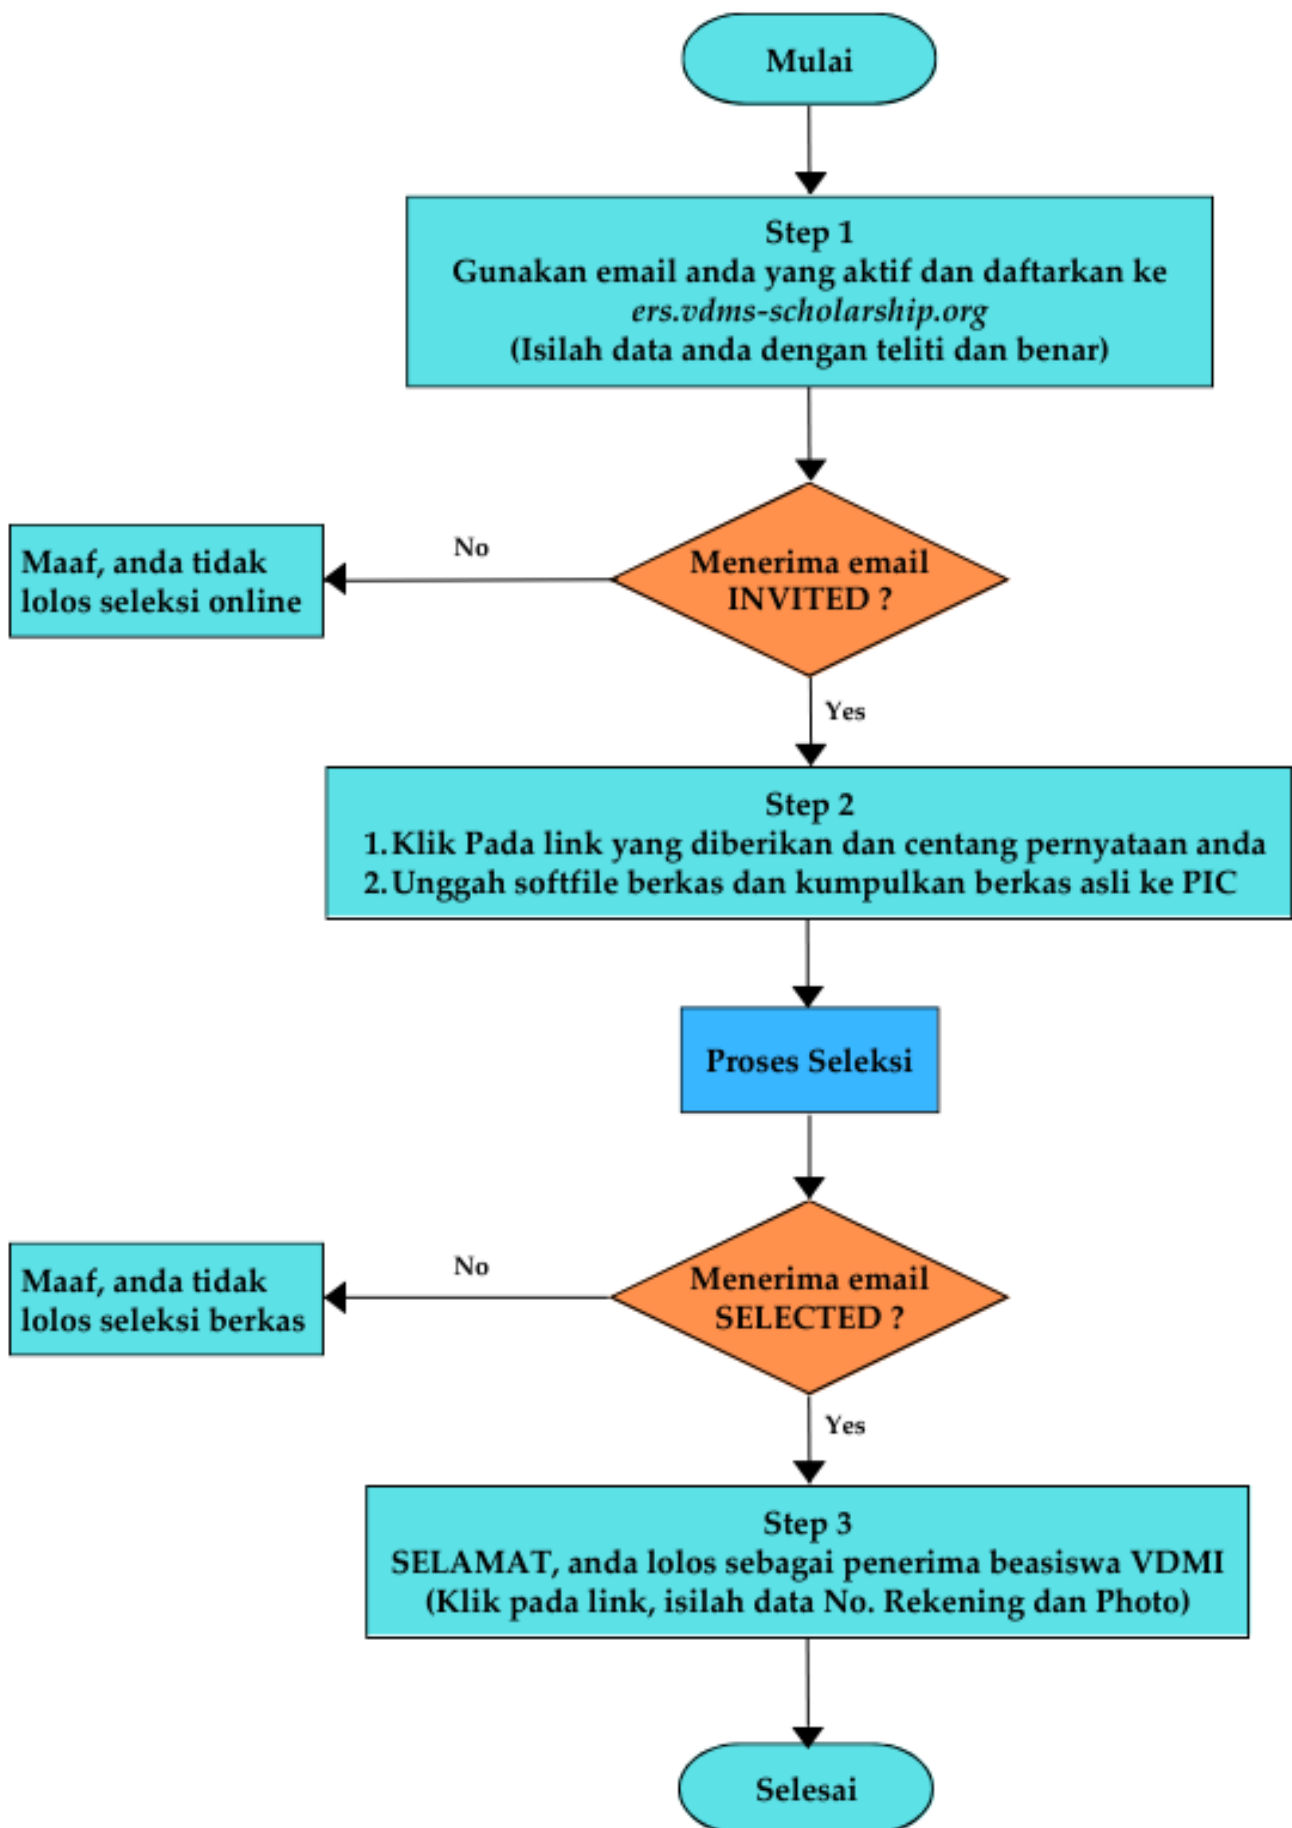 Mulai
Step 1
Gunakan email anda yang aktif dan daftarkan ke
ers.vdms-scholarship.org
(Isilah data anda dengan teliti dan benar)
Menerima email
INVITED ?
No
Maaf, anda tidak
lolos seleksi online
Yes
Step 2
1. Klik Pada link yang diberikan dan centang pernyataan anda
2. Unggah softfile berkas dan kumpulkan berkas asli ke PIC
Proses Seleksi
Menerima email
SELECTED ?
No
Maaf, anda tidak
lolos seleksi berkas
Yes
Step 3
SELAMAT, anda lolos sebagai penerima beasiswa VDMI
(Klik pada link, isilah data No. Rekening dan Photo)
Selesai